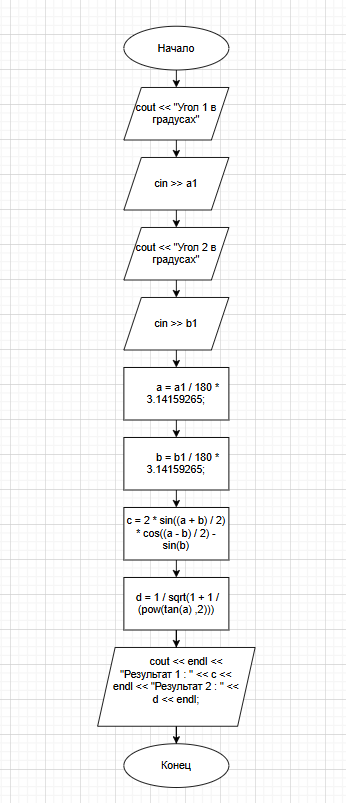 Начало
cout << "Угол 1 в
градусах"
cin >> a1
cout << "Угол 2 в
градусах"
cin >> b1
a = a1 / 180 *
3.14159265;
b = b1 / 180 *
3.14159265;
c = 2 * sin((a + b) / 2)
* cos((a - b) / 2) -
sin(b)
d = 1 / sqrt(1 + 1 /
(pow(tan(a) ,2)))
cout << endl <<
"Результат 1 : " << c <<
endl << "Результат 2 : " <<
d << endl;
Конец